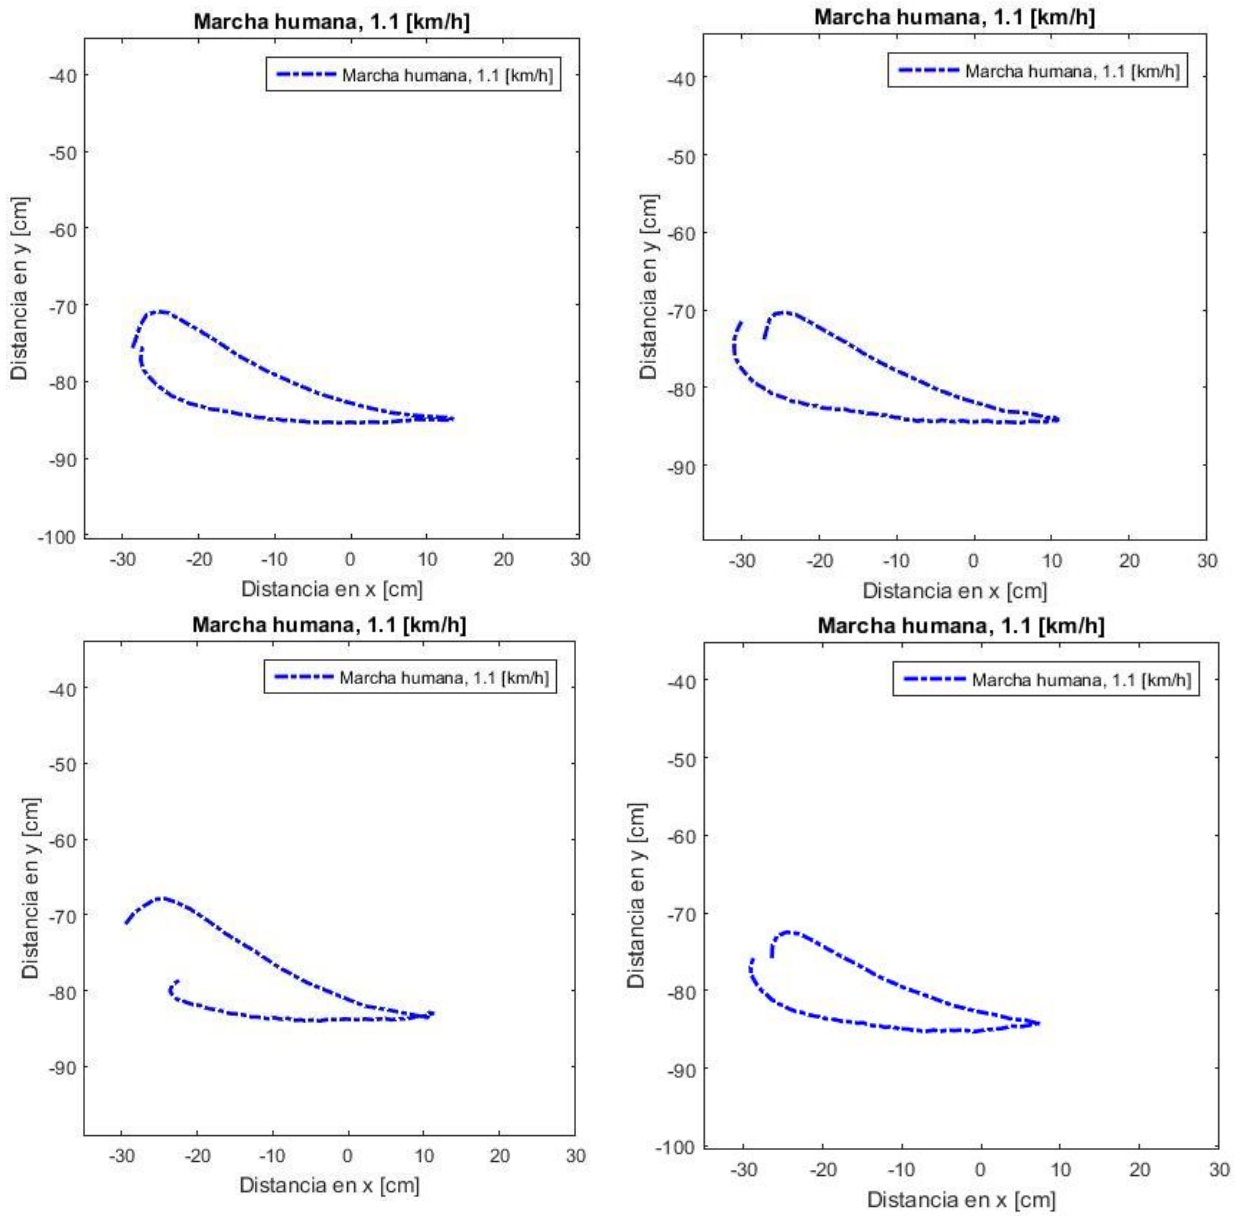 Marcha humana, 1.1 [km/h]
Marcha humana, 1.1 [km/h]
-40
-50
-60
-70
-80
-90
-100
Distancia en y [cm]
-30 -20 -10 0 10 20 30
Distancia en x [cm]
Marcha humana, 1.1 [km/h]
Marcha humana, 1.1 [km/h]
-40
-50
-60
-70
-80
-90
Distancia en y [cm]
-30 -20 -10 0 10 20 30
Distancia en x [cm]
Marcha humana, 1.1 [km/h]
Marcha humana, 1.1 [km/h]
-40
-50
-60
-70
-80
-90
Distancia en y [cm]
-30 -20 -10 0 10 20 30
Distancia en x [cm]
Marcha humana, 1.1 [km/h]
Marcha humana, 1.1 [km/h]
-40
-50
-60
-70
-80
-90
-100
Distancia en y [cm]
-30 -20 -10 0 10 20 30
Distancia en x [cm]